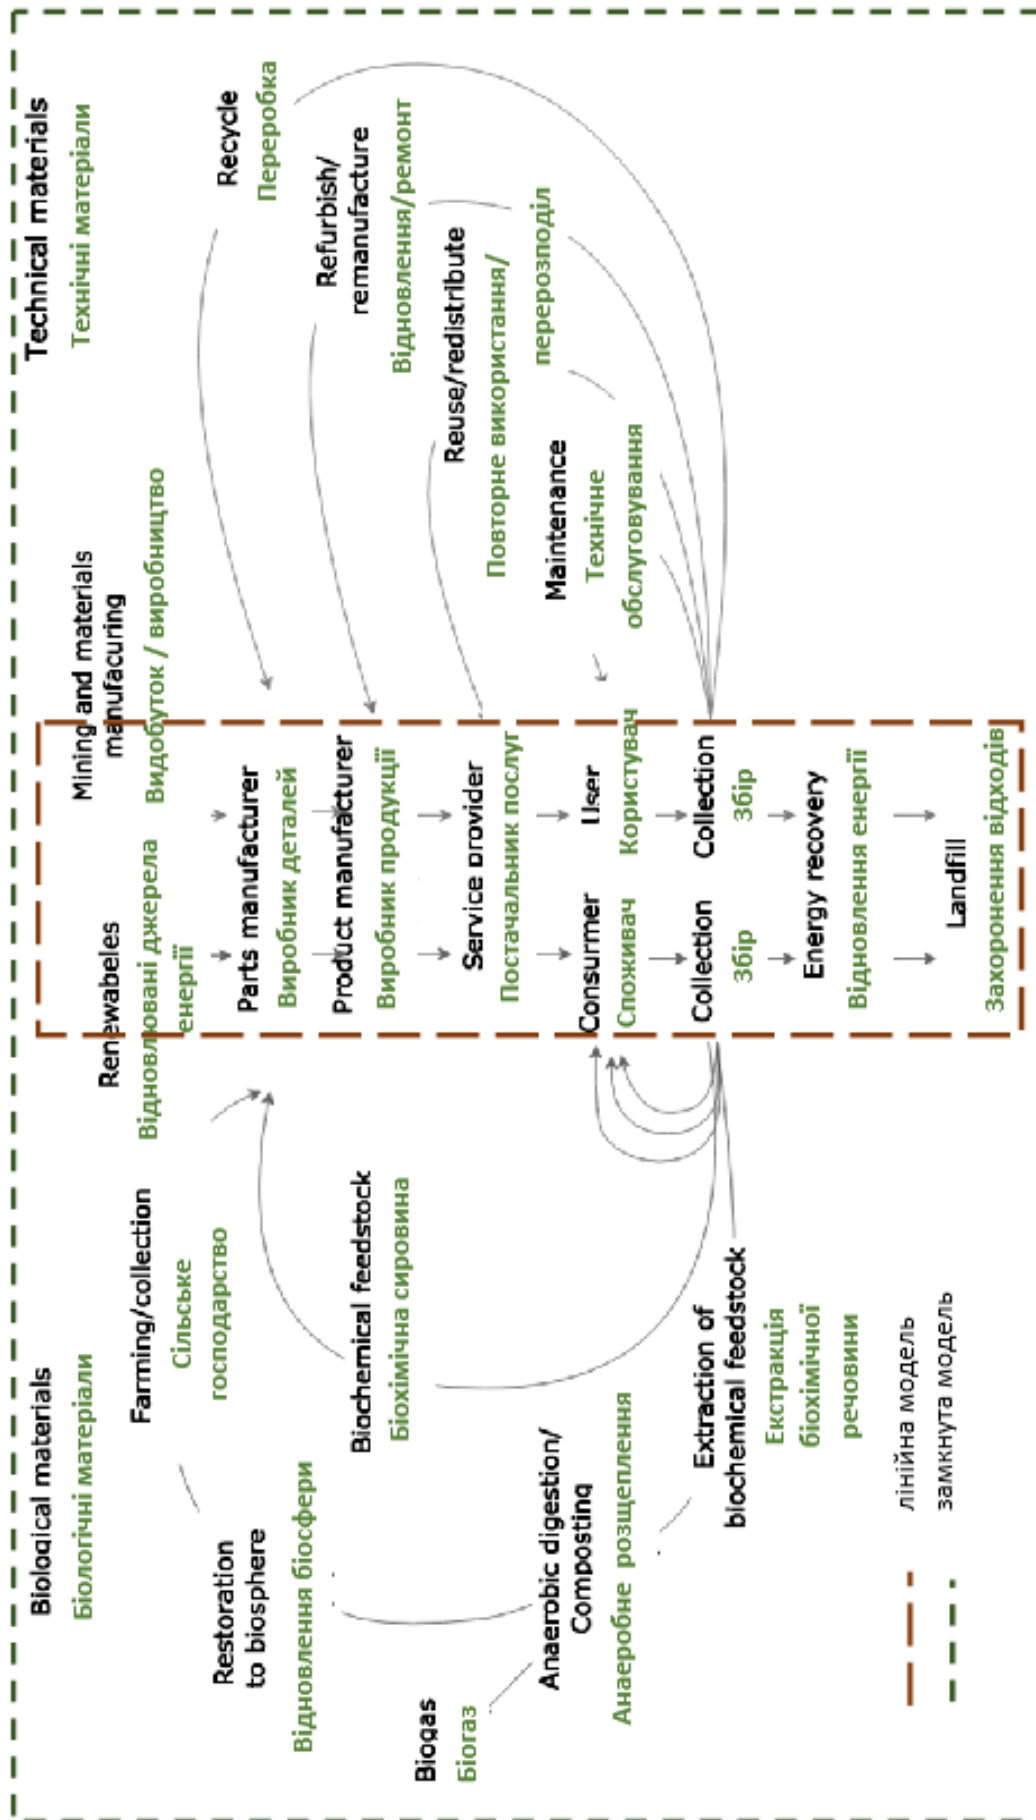 Biological materials
Біологічні матеріали
Technical materials
Технічні матеріали
Farming/collection
Сільське
господарство
Renewabeles
Відновлювані джерела
енергії
Mining and materials
manufacuring
Видобуток / виробництво
Restoration
to biosphere
Відновлення біосфери
Biochemical feedstock
Біохімічна сировина
Biogas
Біогаз
Anaerobic digestion/
Composting
Анаеробне розщеплення
Extraction of
biochemical feedstock
Екстракція
біохімічної
речовини
Parts manufacturer
Виробник деталей
Product manufacturer
Виробник продукції
Service provider
Постачальник послуг
Consurmer
Споживач
User
Користувач
Collection
Збір
Collection
Збір
Energy recovery
Відновлення енергії
Landfill
Захоронення відходів
Recycle
Переробка
Refurbish/
remanufacture
Відновлення/ремонт
Reuse/redistribute
Повторне використання/
перерозподіл
Maintenance
Технічне
обслуговування
лінійна модель
замкнута модель